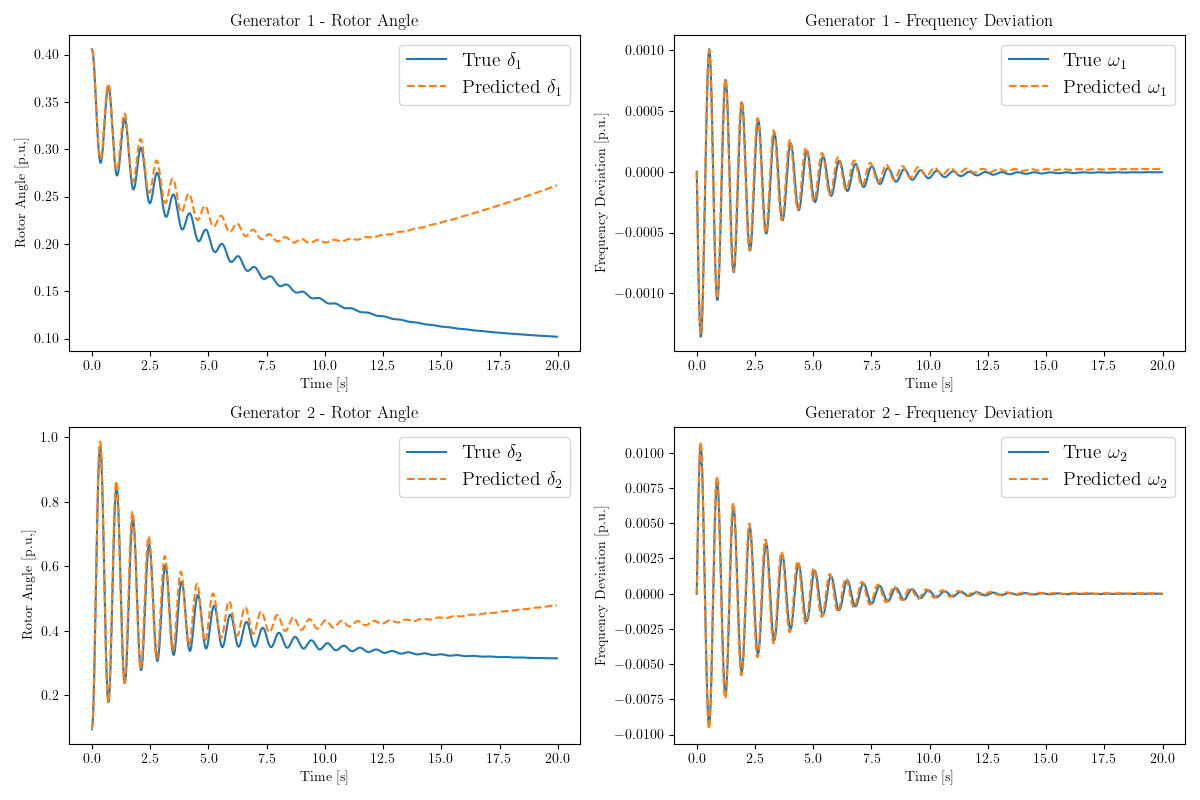 Generator 1 - Rotor Angle
True δ₁
Predicted δ₁
Rotor Angle [p.u,]
0.40
0.35
0.30
0.25
0.20
0.15
0.10
0.0 2.5 5.0 7.5 10.0 12.5 15.0 17.5 20.0
Time [s]
Generator 1 - Frequency Deviation
True ω₁
Predicted ω₁
Frequency Deviation [p.u.]
0.0010
0.0005
0.0000
−0.0005
−0.0010
0.0 2.5 5.0 7.5 10.0 12.5 15.0 17.5 20.0
Time [s]
Generator 2 - Rotor Angle
True δ₂
Predicted δ₂
Rotor Angle [p.u,]
1.0
0.8
0.6
0.4
0.2
0.0 2.5 5.0 7.5 10.0 12.5 15.0 17.5 20.0
Time [s]
Generator 2 - Frequency Deviation
True ω₂
Predicted ω₂
Frequency Deviation [p.u.]
0.0100
0.0075
0.0050
0.0025
0.0000
−0.0025
−0.0050
−0.0075
−0.0100
0.0 2.5 5.0 7.5 10.0 12.5 15.0 17.5 20.0
Time [s]